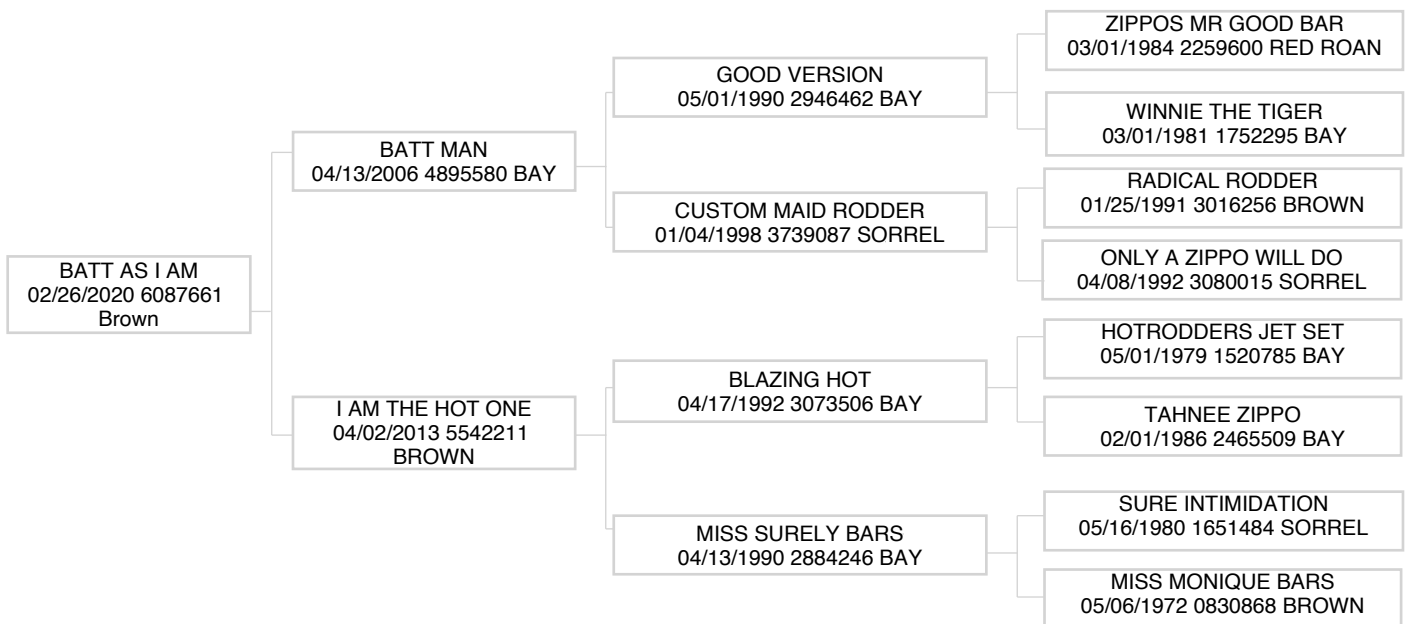 BATT AS I AM
02/26/2020 6087661
Brown
BATT MAN
04/13/2006 4895580 BAY
I AM THE HOT ONE
04/02/2013 5542211
BROWN
GOOD VERSION
05/01/1990 2946462 BAY
CUSTOM MAID RODDER
01/04/1998 3739087 SORREL
BLAZING HOT
04/17/1992 3073506 BAY
MISS SURELY BARS
04/13/1990 2884246 BAY
ZIPPOS MR GOOD BAR
03/01/1984 2259600 RED ROAN
WINNIE THE TIGER
03/01/1981 1752295 BAY
RADICAL RODDER
01/25/1991 3016256 BROWN
ONLY A ZIPPO WILL DO
04/08/1992 3080015 SORREL
HOTRODDERS JET SET
05/01/1979 1520785 BAY
TAHNEE ZIPPO
02/01/1986 2465509 BAY
SURE INTIMIDATION
05/16/1980 1651484 SORREL
MISS MONIQUE BARS
05/06/1972 0830868 BROWN